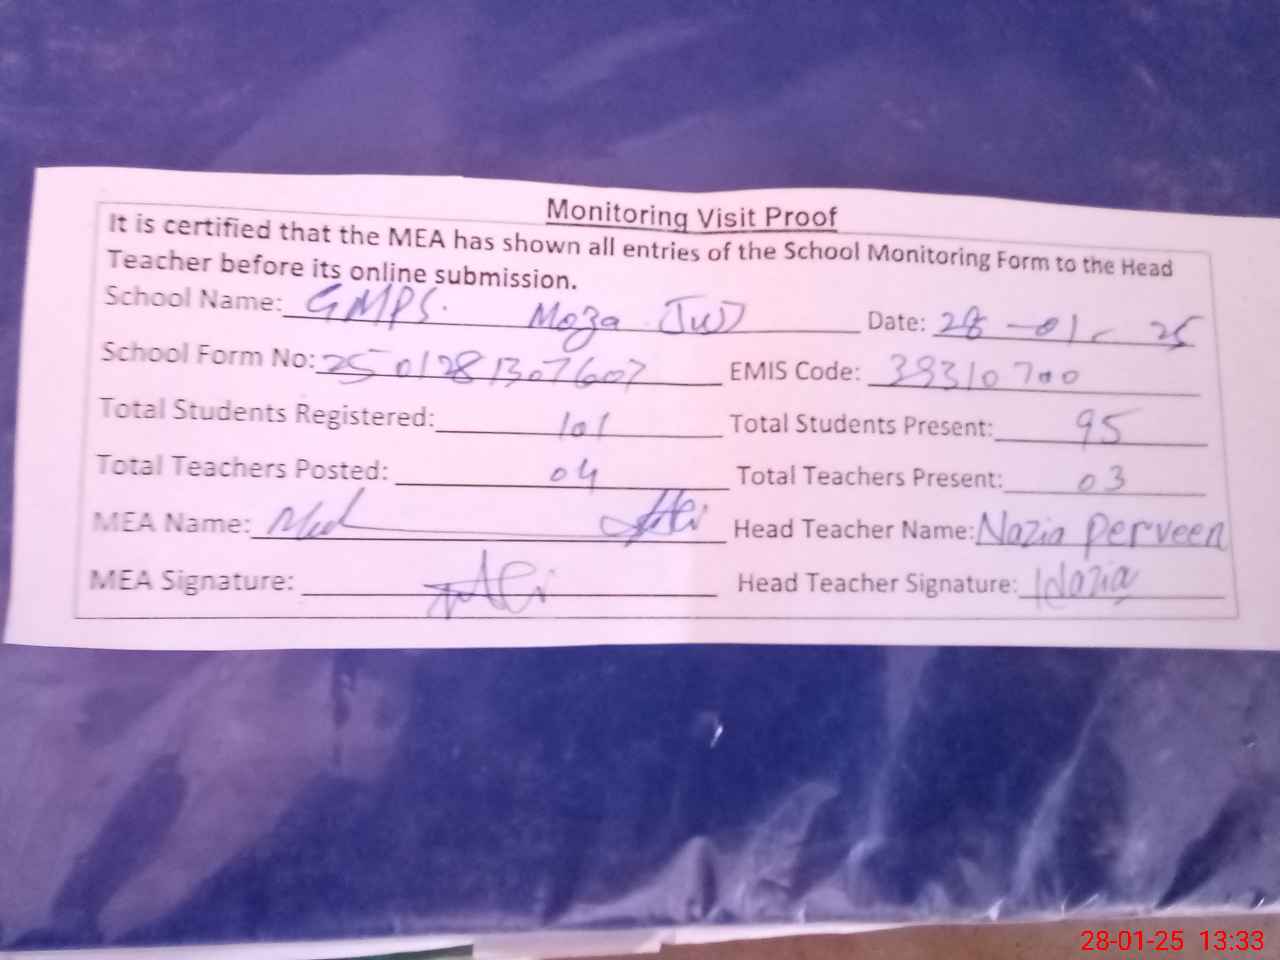 Monitoring Visit Proof
It is certified that the MEA has shown all entries of the School Monitoring Form to the Head
Teacher before its online submission.
School Name: GMPS. Moza Date: 28-01-25
School Form No: 2501281307607 EMIS Code: 39310700
Total Students Registered: 101 Total Students Present: 95
Total Teachers Posted: 04 Total Teachers Present: 03
MEA Name: Head Teacher Name: Nazia Perveen
MEA Signature: Head Teacher Signature: Nazia
28-01-25 13:33